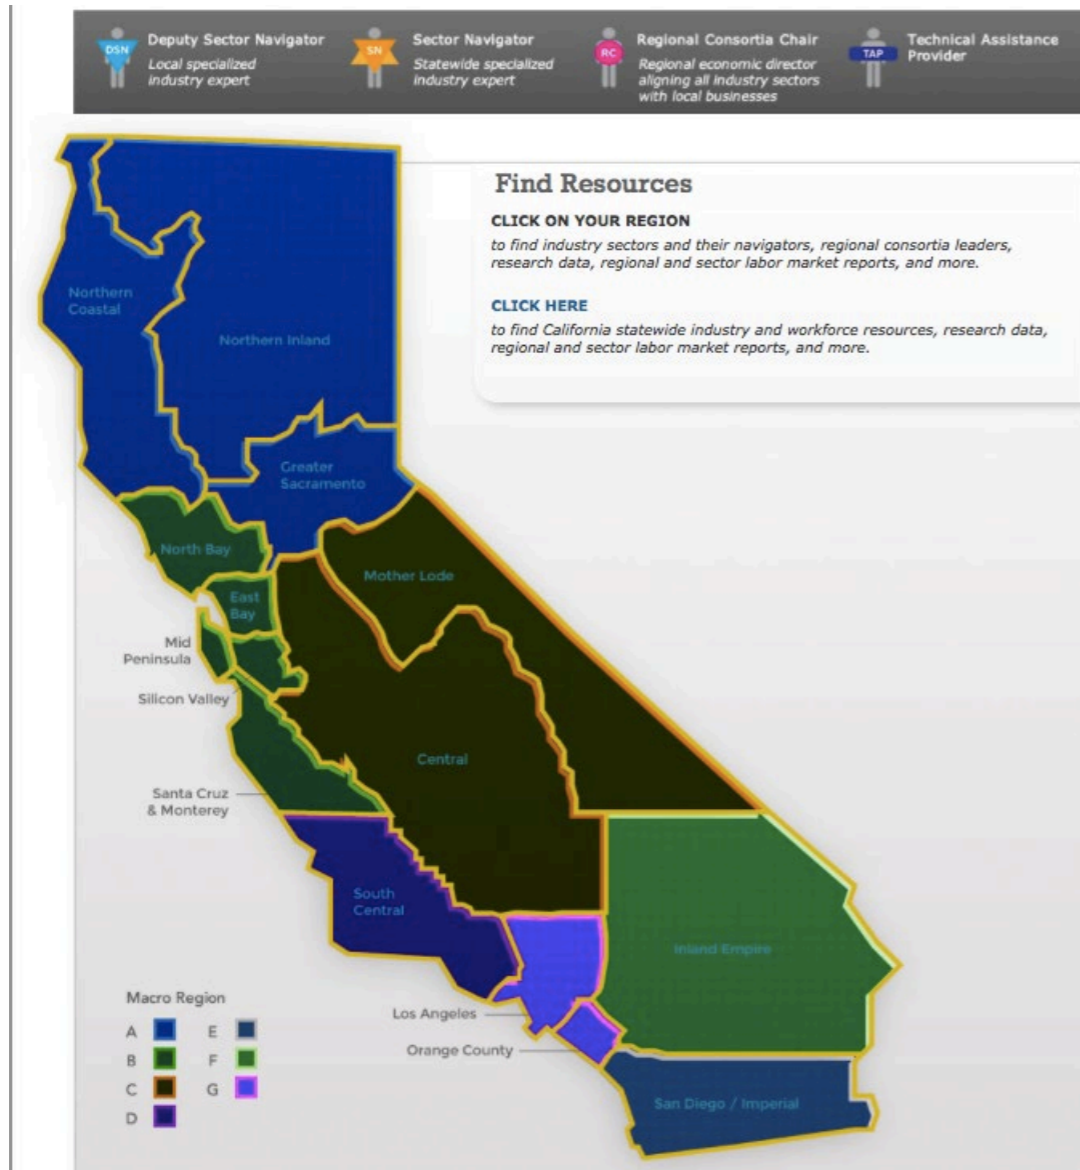 DSN
Deputy Sector Navigator
Local specialized
industry expert
SN
Sector Navigator
Statewide specialized
industry expert
RC
Regional Consortia Chair
Regional economic director
aligning all industry sectors
with local businesses
TAP
Technical Assistance
Provider
Find Resources
CLICK ON YOUR REGION
to find industry sectors and their navigators, regional consortia leaders,
research data, regional and sector labor market reports, and more.
CLICK HERE
to find California statewide industry and workforce resources, research data,
regional and sector labor market reports, and more.
Northern
Coastal
Northern Inland
Greater
Sacramento
North Bay
Mother Lode
East
Bay
Mid
Peninsula
Silicon Valley
Central
Santa Cruz
& Monterey
South
Central
Inland Empire
Los Angeles
Orange County
San Diego / Imperial
Macro Region
A
E
B
F
C
G
D